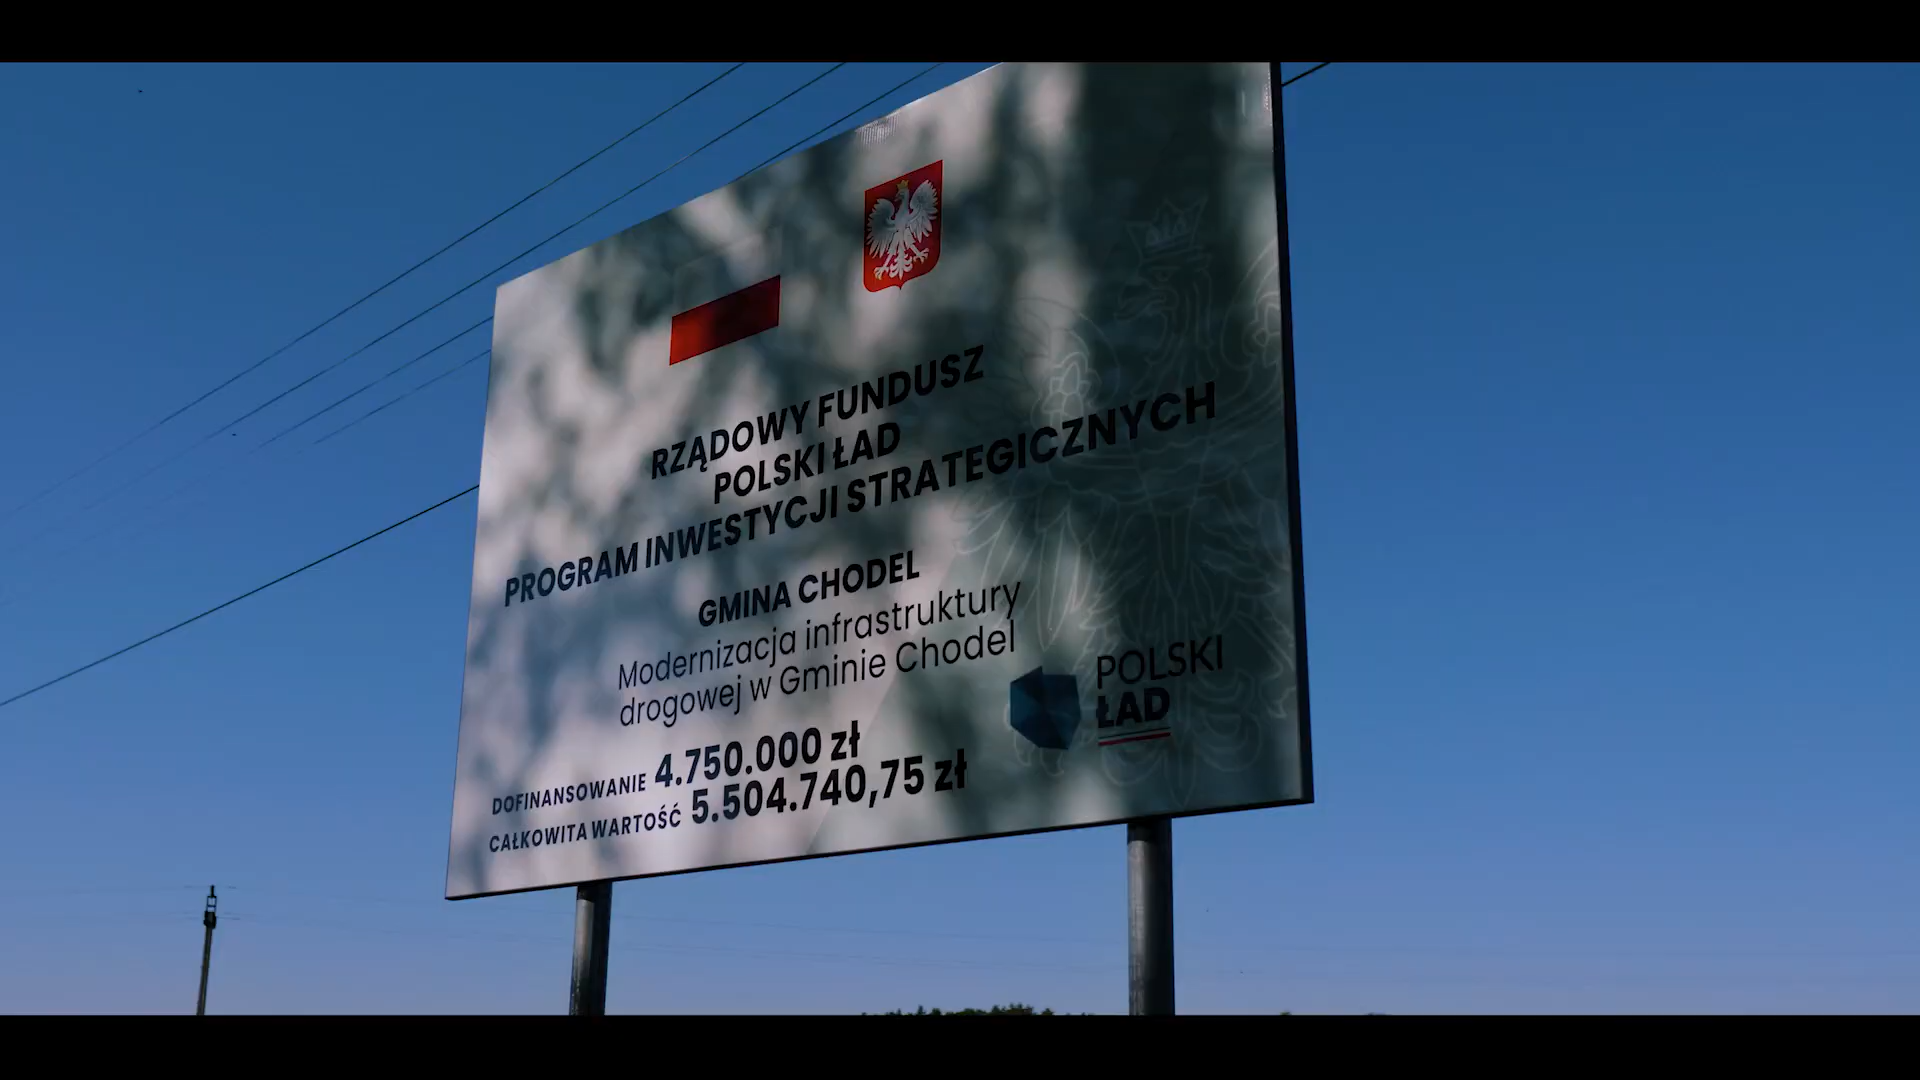 RZĄDOWY FUNDUSZ
POLSKI ŁAD
PROGRAM INWESTYCJI STRATEGICZNYCH
GMINA CHODEL
Modernizacja infrastruktury
drogowej w Gminie Chodel
DOFINANSOWANIE 4.750.000 zł
CAŁKOWITA WARTOŚĆ 5.504.740,75 zł
POLSKI
ŁAD